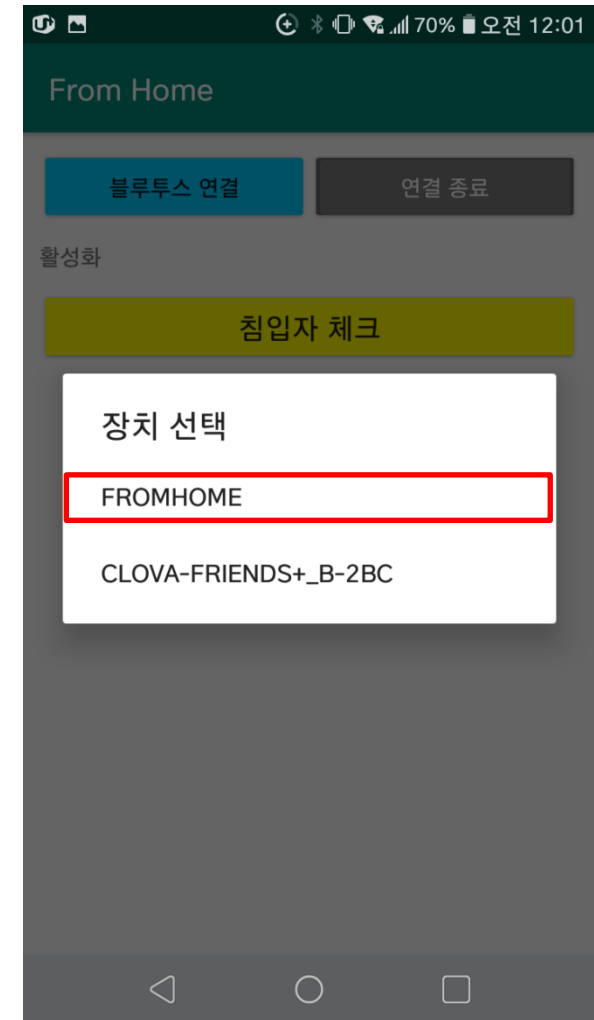 70% 오전 12:01
From Home
블루투스 연결 연결 종료
활성화
침입자 체크
장치 선택
FROMHOME
CLOVA-FRIENDS+_B-2BC